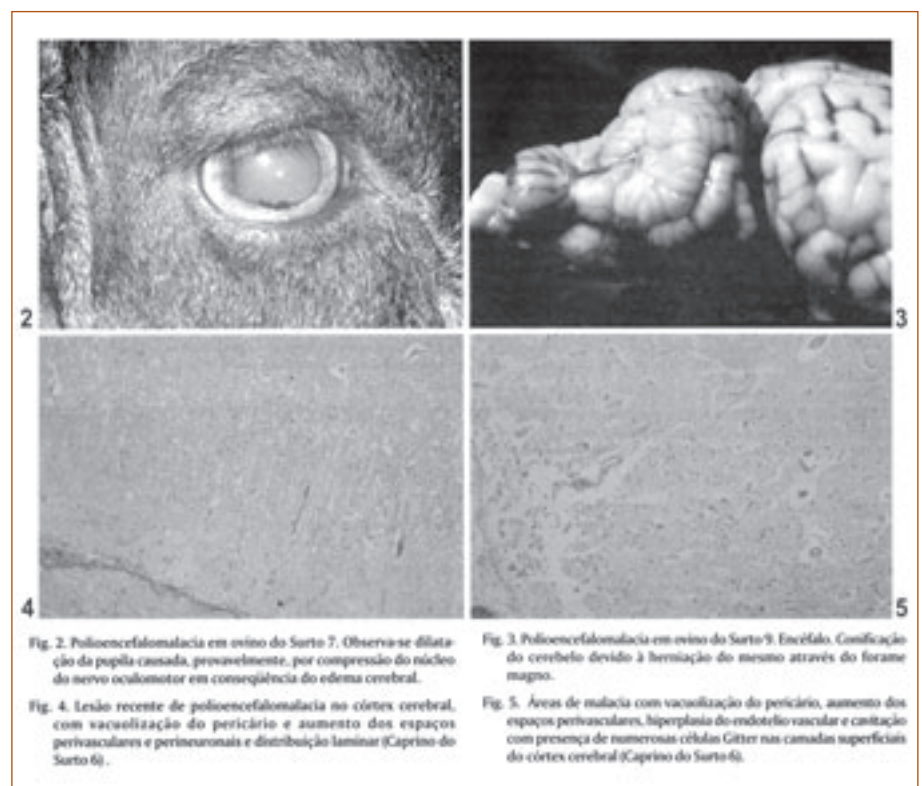 2
3
4
5
Fig. 2. Polioencefalomalacia em ovino do Surto 7. Observa-se dilata-
ção da pupila causada, provavelmente, por compressão do núcleo
do nervo oculomotor em conseqüência do edema cerebral.
Fig. 4. Lesão recente de polioencefalomalacia no córtex cerebral,
com vacuolização do pericário e aumento dos espaços
perivasculares e perineuronais e distribuição laminar (Caprino do
Surto 6) .
Fig. 3. Polioencefalomalacia em ovino do Surto 9. Encéfalo. Conificação
do cerebelo devido à herniação do mesmo através do forame
magno.
Fig. 5. Áreas de malacia com vacuolização do pericário, aumento dos
espaços perivasculares, hiperplasia do endotelio vascular e cavitação
com presença de numerosas células Gitter nas camadas superficiais
do córtex cerebral (Caprino do Surto 6).